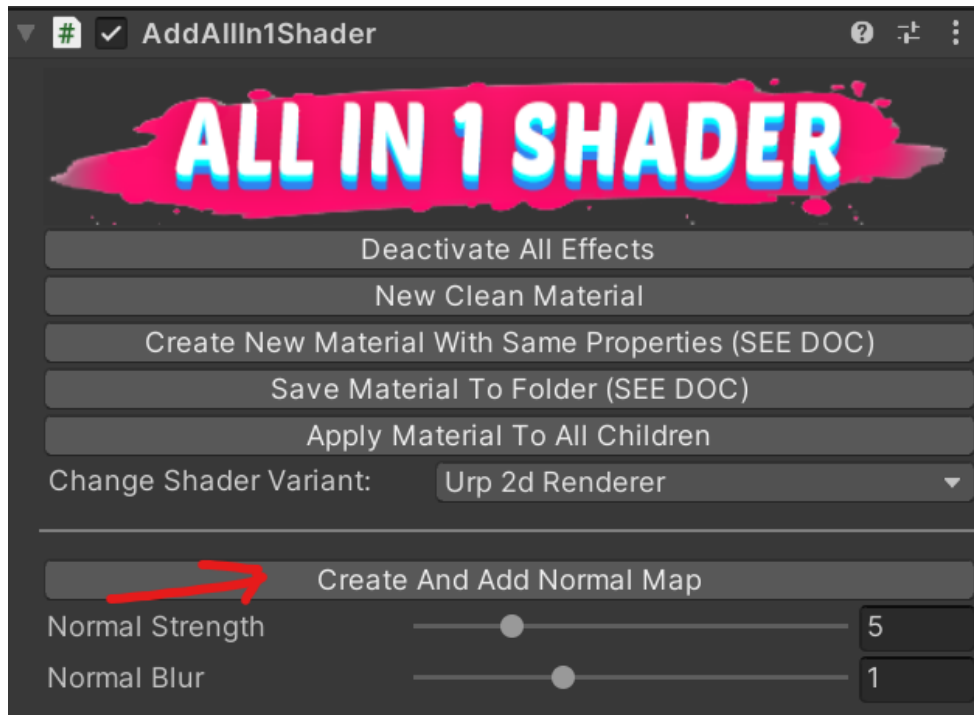 # AddAllIn1Shader
ALL IN 1 SHADER
Deactivate All Effects
New Clean Material
Create New Material With Same Properties (SEE DOC)
Save Material To Folder (SEE DOC)
Apply Material To All Children
Change Shader Variant: Urp 2d Renderer
Create And Add Normal Map
Normal Strength 5
Normal Blur 1